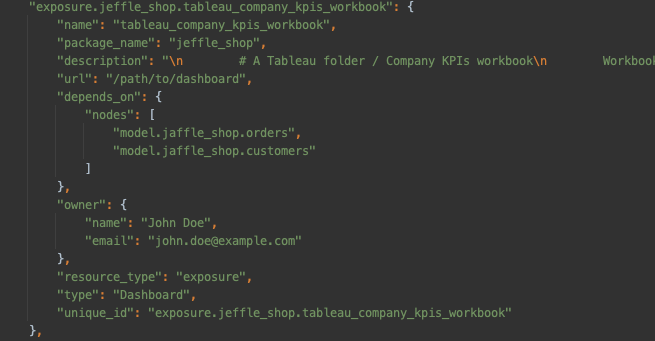 "exposure.jeffle_shop.tableau_company_kpis_workbook": {
"name": "tableau_company_kpis_workbook",
"package_name": "jeffle_shop",
"description": "\n # A Tableau folder / Company KPIs workbook\n Workbook
"url": "/path/to/dashboard",
"depends_on": {
"nodes": [
"model.jaffle_shop.orders",
"model.jaffle_shop.customers"
]
},
"owner": {
"name": "John Doe",
"email": "john.doe@example.com"
},
"resource_type": "exposure",
"type": "Dashboard",
"unique_id": "exposure.jeffle_shop.tableau_company_kpis_workbook"
},